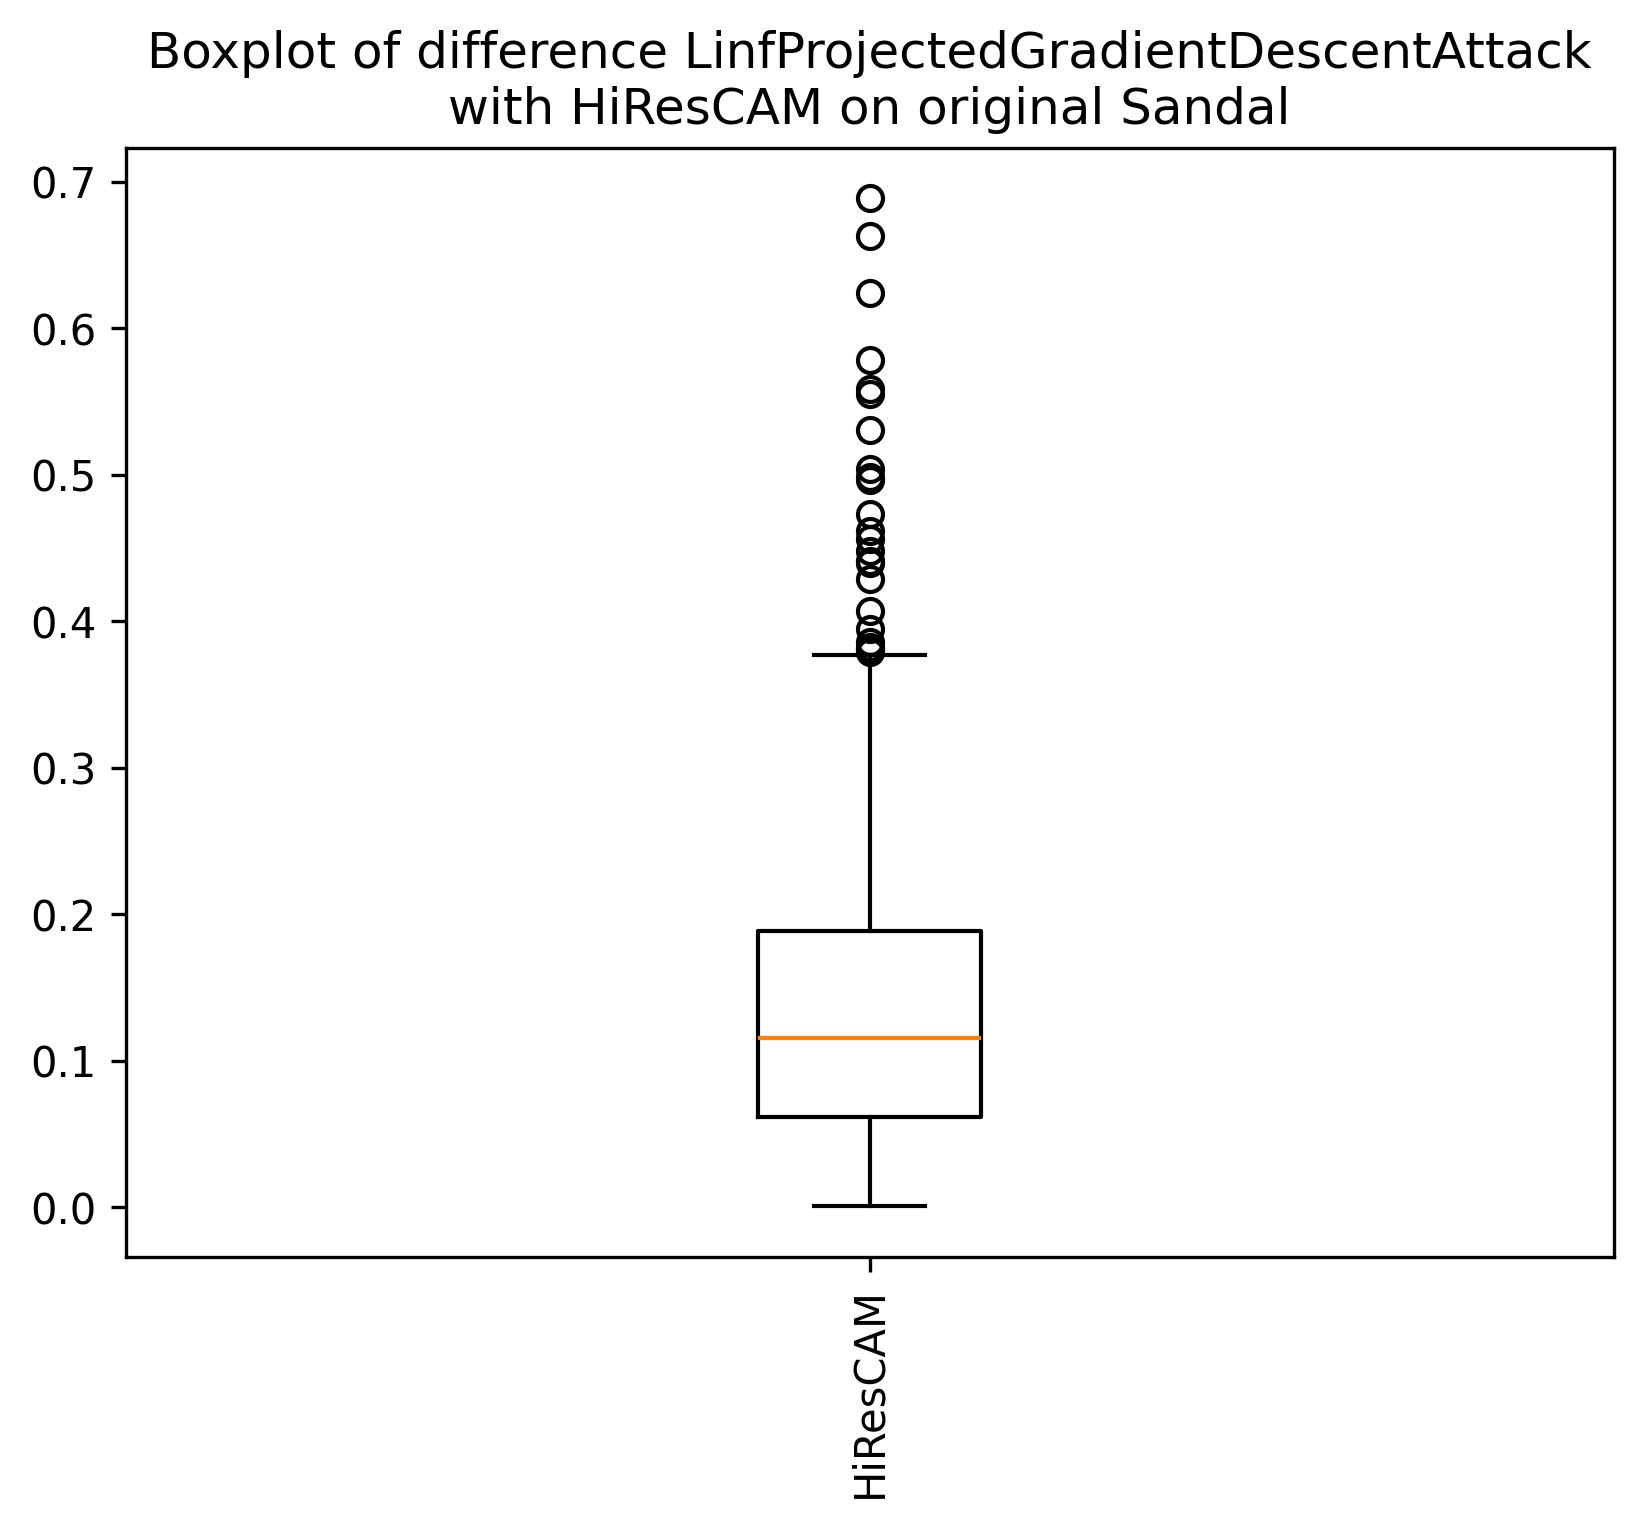 Boxplot of difference LinfProjectedGradientDescentAttack
with HiResCAM on original Sandal
0.7
0.6
0.5
0.4
0.3
0.2
0.1
0.0
HiResCAM